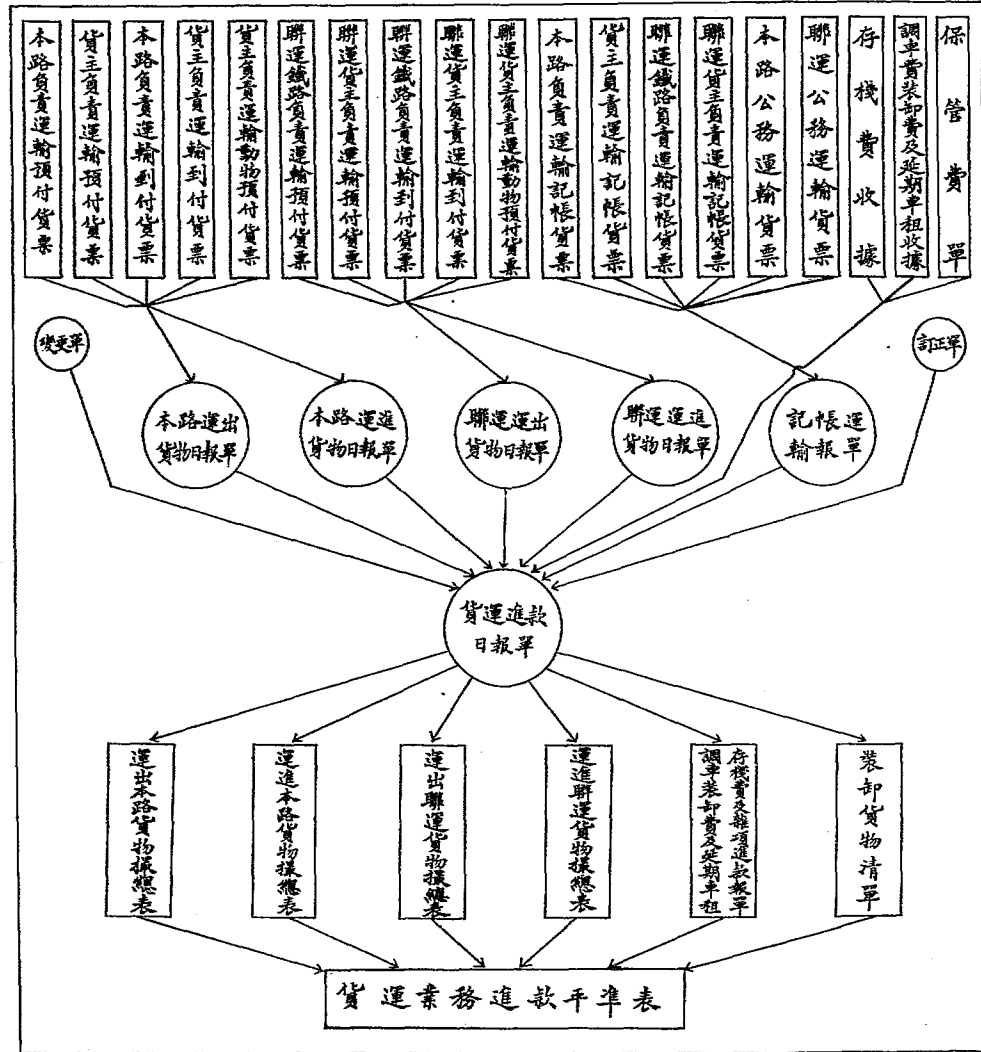 本路負責運輸預付貨票
貨主負責運輸預付貨票
本路負責運輸到付貨票
貨主負責運輸到付貨票
貨主負責運輸動物預付貨票
聯運鐵路負責運輸預付貨票
聯運貨主負責運輸預付貨票
聯運鐵路負責運輸到付貨票
聯運貨主負責運輸到付貨票
聯運貨主負責運輸動物預付貨票
本路負責運輸記帳貨票
貨主負責運輸記帳貨票
聯運鐵路負責運輸記帳貨票
聯運貨主負責運輸記帳貨票
本路公務運輸貨票
聯運公務運輸貨票
存棧費收據
調車費裝卸費及延期車租收據
保管費單
變更單
訂正單
本路運出
貨物日報單
本路運進
貨物日報單
聯運運出
貨物日報單
聯運運進
貨物日報單
記帳運
輸報單
貨運進款
日報單
運出本路貨物撮總表
運進本路貨物撮總表
運出聯運貨物撮總表
運進聯運貨物撮總表
存棧費及雜項進款報單
調車裝卸費及延期車租
裝卸貨物清單
貨運業務進款平準表